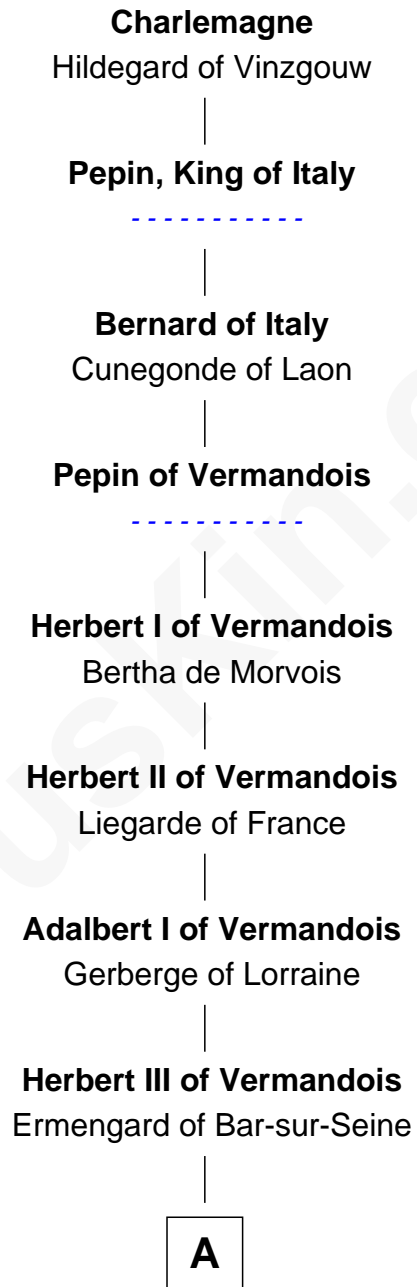 Charlemagne
Hildegard of Vinzgouw
Pepin, King of Italy
- - - - - - - - - - -
Bernard of Italy
Cunegonde of Laon
Pepin of Vermandois
- - - - - - - - - - -
Herbert I of Vermandois
Bertha de Morvois
Herbert II of Vermandois
Liegarde of France
Adalbert I of Vermandois
Gerberge of Lorraine
Herbert III of Vermandois
Ermengard of Bar-sur-Seine
A